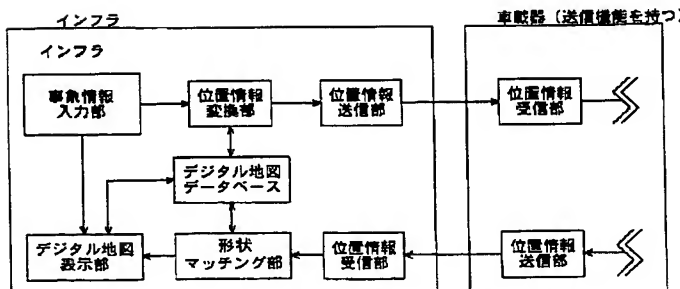 インフラ
車載器(送信機能を持つ)
インフラ
事象情報
入力部
位置情報
変換部
位置情報
送信部
位置情報
受信部
デジタル地図
データベース
デジタル地図
表示部
形状
マッチング部
位置情報
受信部
位置情報
送信部